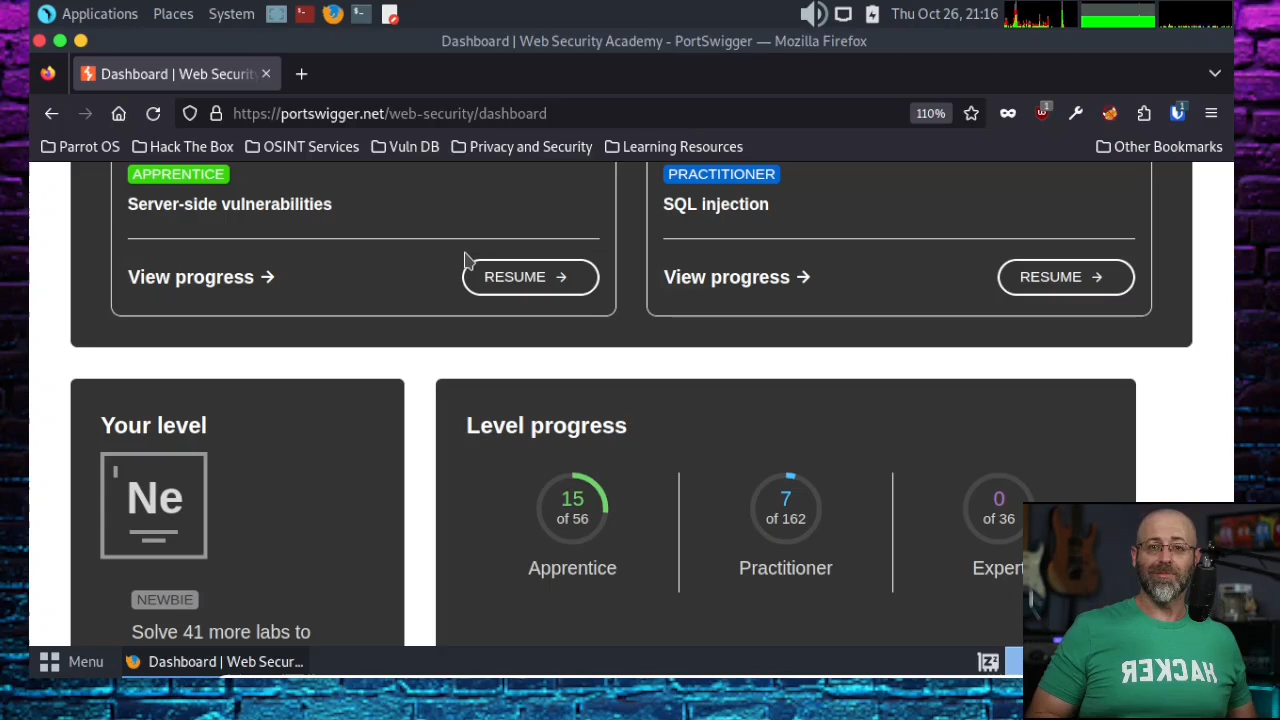 Applications Places System Thu Oct 26, 21:16
Dashboard | Web Security Academy - PortSwigger — Mozilla Firefox
Dashboard | Web Security
https://portswigger.net/web-security/dashboard 110% 1 1
Parrot OS Hack The Box OSINT Services Vuln DB Privacy and Security Learning Resources Other Bookmarks
APPRENTICE
Server-side vulnerabilities
View progress → RESUME →
PRACTITIONER
SQL injection
View progress → RESUME →
Your level
Ne
NEWBIE
Solve 41 more labs to
Level progress
15 7 0
of 56 of 162 of 36
Apprentice Practitioner Expert
HACKER
Menu Dashboard | Web Secur...